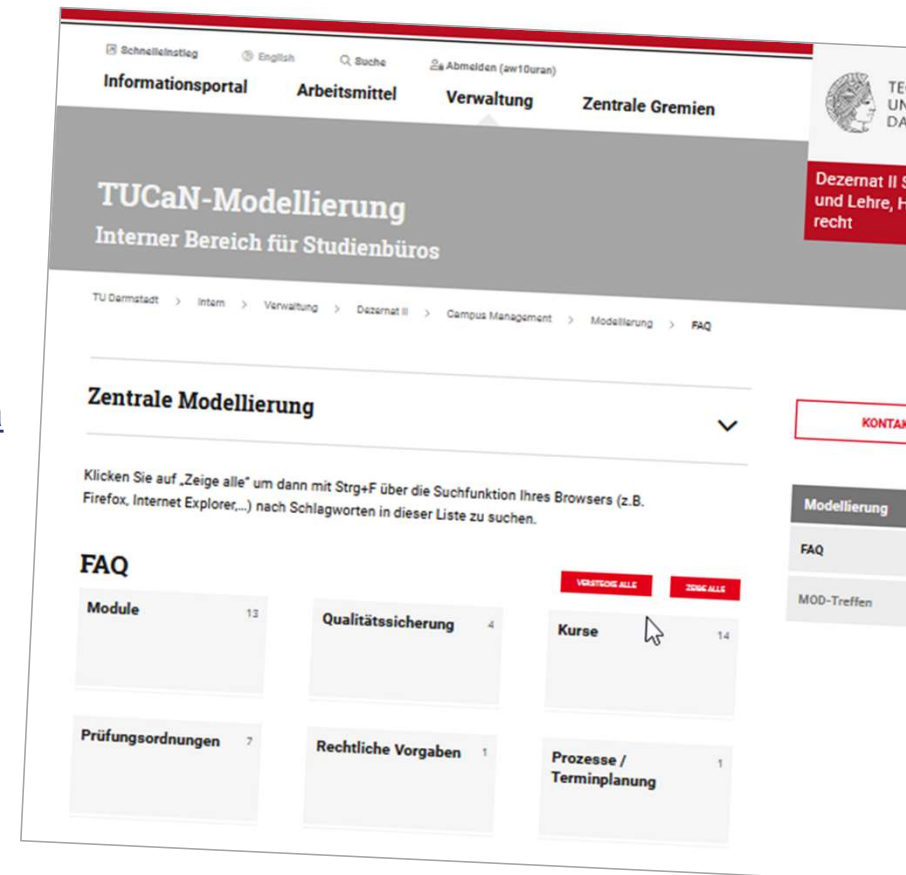 Schnelleinstieg English Suche Abmelden (aw10uran)
Informationsportal Arbeitsmittel Verwaltung Zentrale Gremien
TUCaN-Modellierung
Interner Bereich für Studienbüros
Dezernat II S
und Lehre, H
recht
TU Darmstadt > Intern > Verwaltung > Dezernat II > Campus Management > Modellierung > FAQ
Zentrale Modellierung
KONTAK
Klicken Sie auf „Zeige alle" um dann mit Strg+F über die Suchfunktion Ihres Browsers (z.B.
Firefox, Internet Explorer,...) nach Schlagworten in dieser Liste zu suchen.
Modellierung
FAQ
MOD-Treffen
FAQ
VERSTECKE ALLE ZEIGE ALLE
Module 13
Qualitätssicherung 4
Kurse 14
Prüfungsordnungen 7
Rechtliche Vorgaben 1
Prozesse / 1
Terminplanung